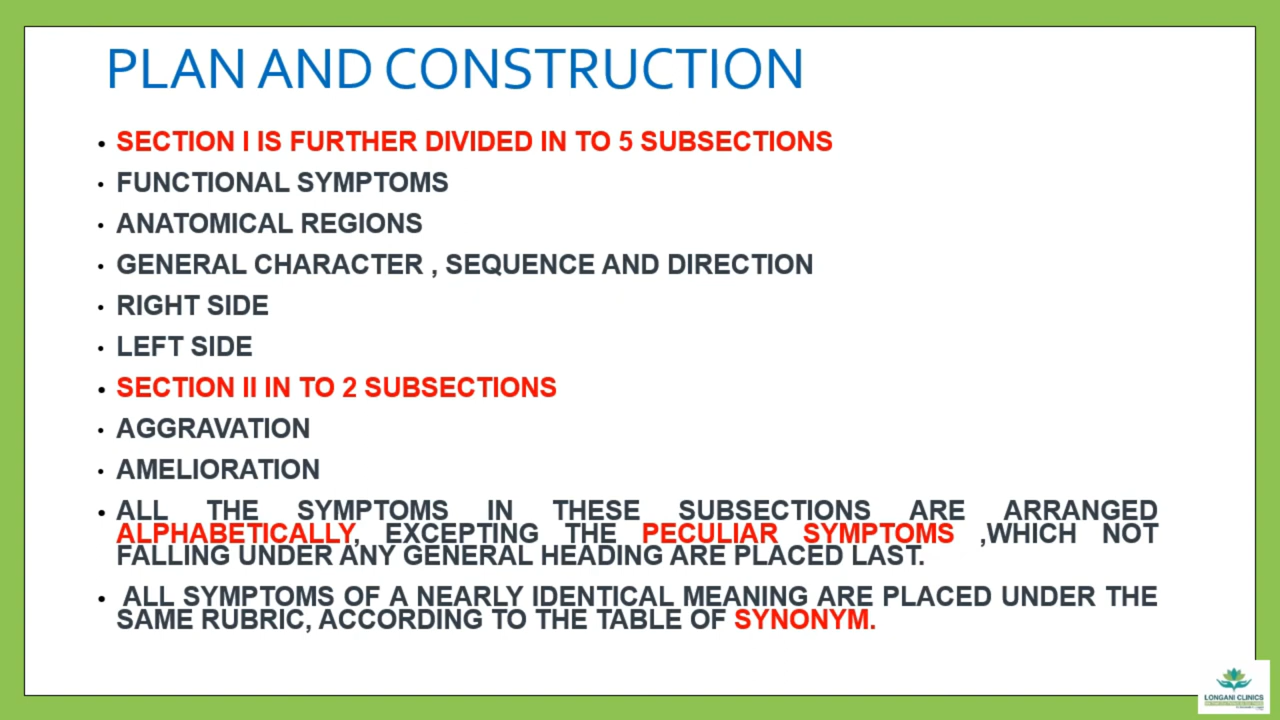 PLAN AND CONSTRUCTION
• SECTION I IS FURTHER DIVIDED IN TO 5 SUBSECTIONS
• FUNCTIONAL SYMPTOMS
• ANATOMICAL REGIONS
• GENERAL CHARACTER , SEQUENCE AND DIRECTION
• RIGHT SIDE
• LEFT SIDE
• SECTION II IN TO 2 SUBSECTIONS
• AGGRAVATION
• AMELIORATION
• ALL THE SYMPTOMS IN THESE SUBSECTIONS ARE ARRANGED
ALPHABETICALLY, EXCEPTING THE PECULIAR SYMPTOMS ,WHICH NOT
FALLING UNDER ANY GENERAL HEADING ARE PLACED LAST.
• ALL SYMPTOMS OF A NEARLY IDENTICAL MEANING ARE PLACED UNDER THE
SAME RUBRIC, ACCORDING TO THE TABLE OF SYNONYM.
LONGANI CLINICS